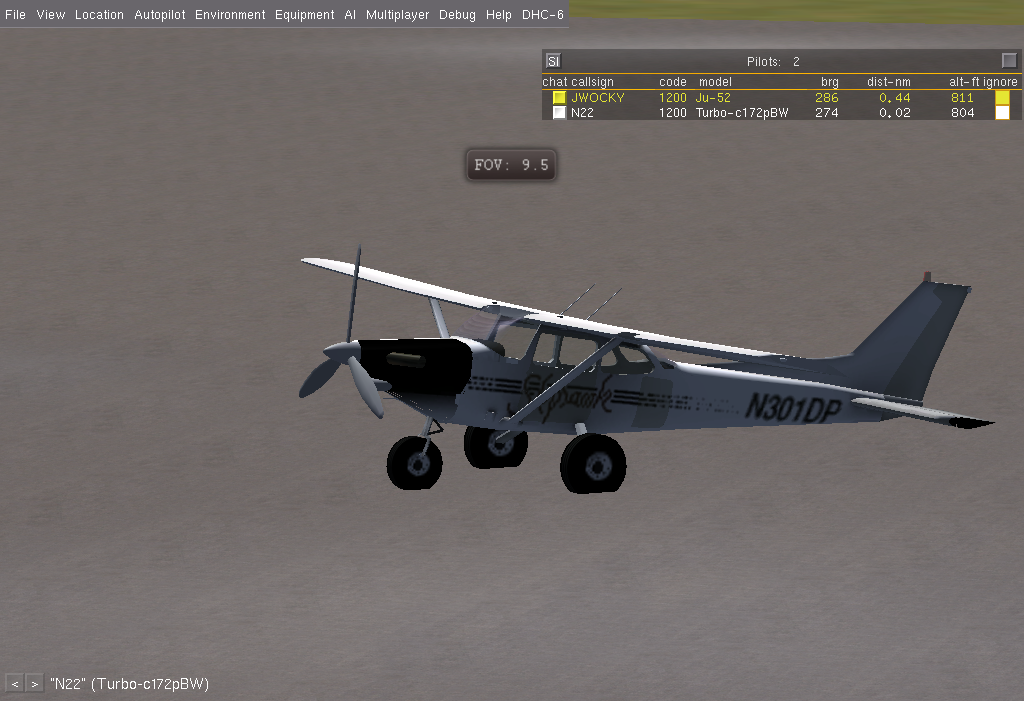 File View Location Autopilot Environment Equipment AI Multiplayer Debug Help DHC-6
SI Pilots: 2
chat callsign code model brg dist-nm alt-ft ignore
JWOCKY 1200 Ju-52 286 0.44 811
N22 1200 Turbo-c172pBW 274 0.02 804
FOV: 9.5
Skyhawk
N301DP
< > "N22" (Turbo-c172pBW)